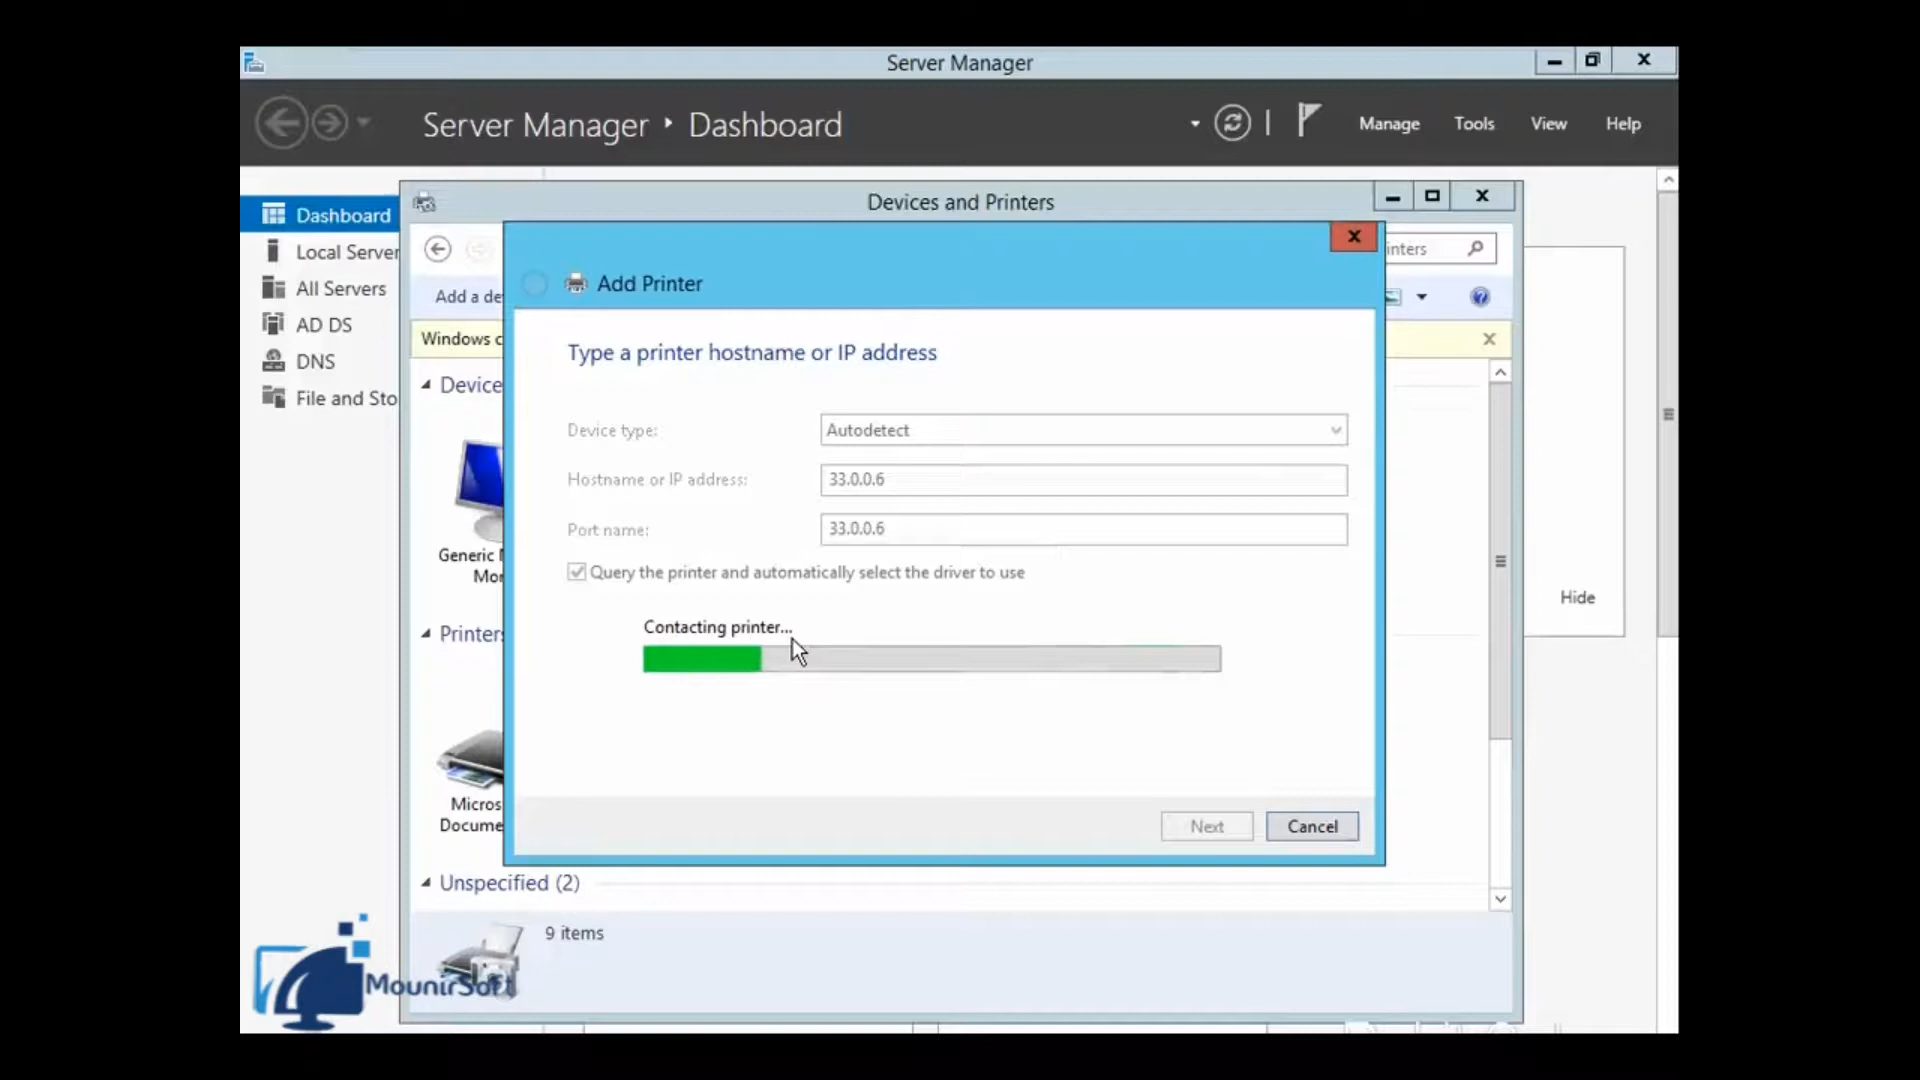 Server Manager
Server Manager ‣ Dashboard
Manage
Tools
View
Help
Dashboard
Local Server
All Servers
AD DS
DNS
File and Sto
Devices and Printers
inters
Add a de
Windows c
Device
Generic
Mon
Printers
Micros
Docume
Unspecified (2)
9 items
Add Printer
Type a printer hostname or IP address
Device type:
Autodetect
Hostname or IP address:
33.0.0.6
Port name:
33.0.0.6
Query the printer and automatically select the driver to use
Contacting printer...
Next
Cancel
Hide
MounirSoft